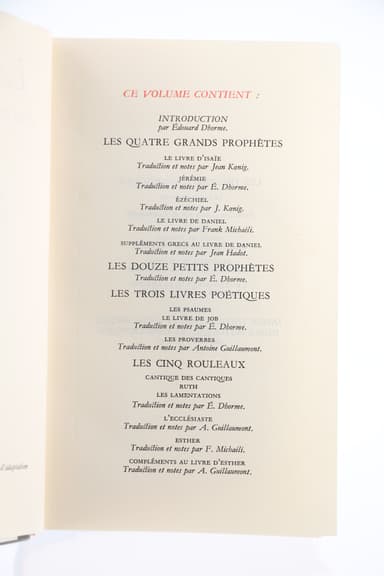 CE VOLUME CONTIENT :
INTRODUCTION
par Édouard Dhorme.
LES QUATRE GRANDS PROPHÈTES
LE LIVRE D'ISAÏE
Traduction et notes par Jean Kœnig.
JÉRÉMIE
Traduction et notes par É. Dhorme.
ÉZÉCHIEL
Traduction et notes par J. Kœnig.
LE LIVRE DE DANIEL
Traduction et notes par Frank Michaéli.
SUPPLÉMENTS GRECS AU LIVRE DE DANIEL
Traduction et notes par Jean Hadot.
LES DOUZE PETITS PROPHÈTES
Traduction et notes par É. Dhorme.
LES TROIS LIVRES POÉTIQUES
LES PSAUMES
LE LIVRE DE JOB
Traduction et notes par É. Dhorme.
LES PROVERBES
Traduction et notes par Antoine Guillaumont.
LES CINQ ROULEAUX
CANTIQUE DES CANTIQUES
RUTH
LES LAMENTATIONS
Traduction et notes par É. Dhorme.
L'ECCLÉSIASTE
Traduction et notes par A. Guillaumont.
ESTHER
Traduction et notes par F. Michaéli.
COMPLÉMENTS AU LIVRE D'ESTHER
Traduction et notes par A. Guillaumont.
d'adaptation